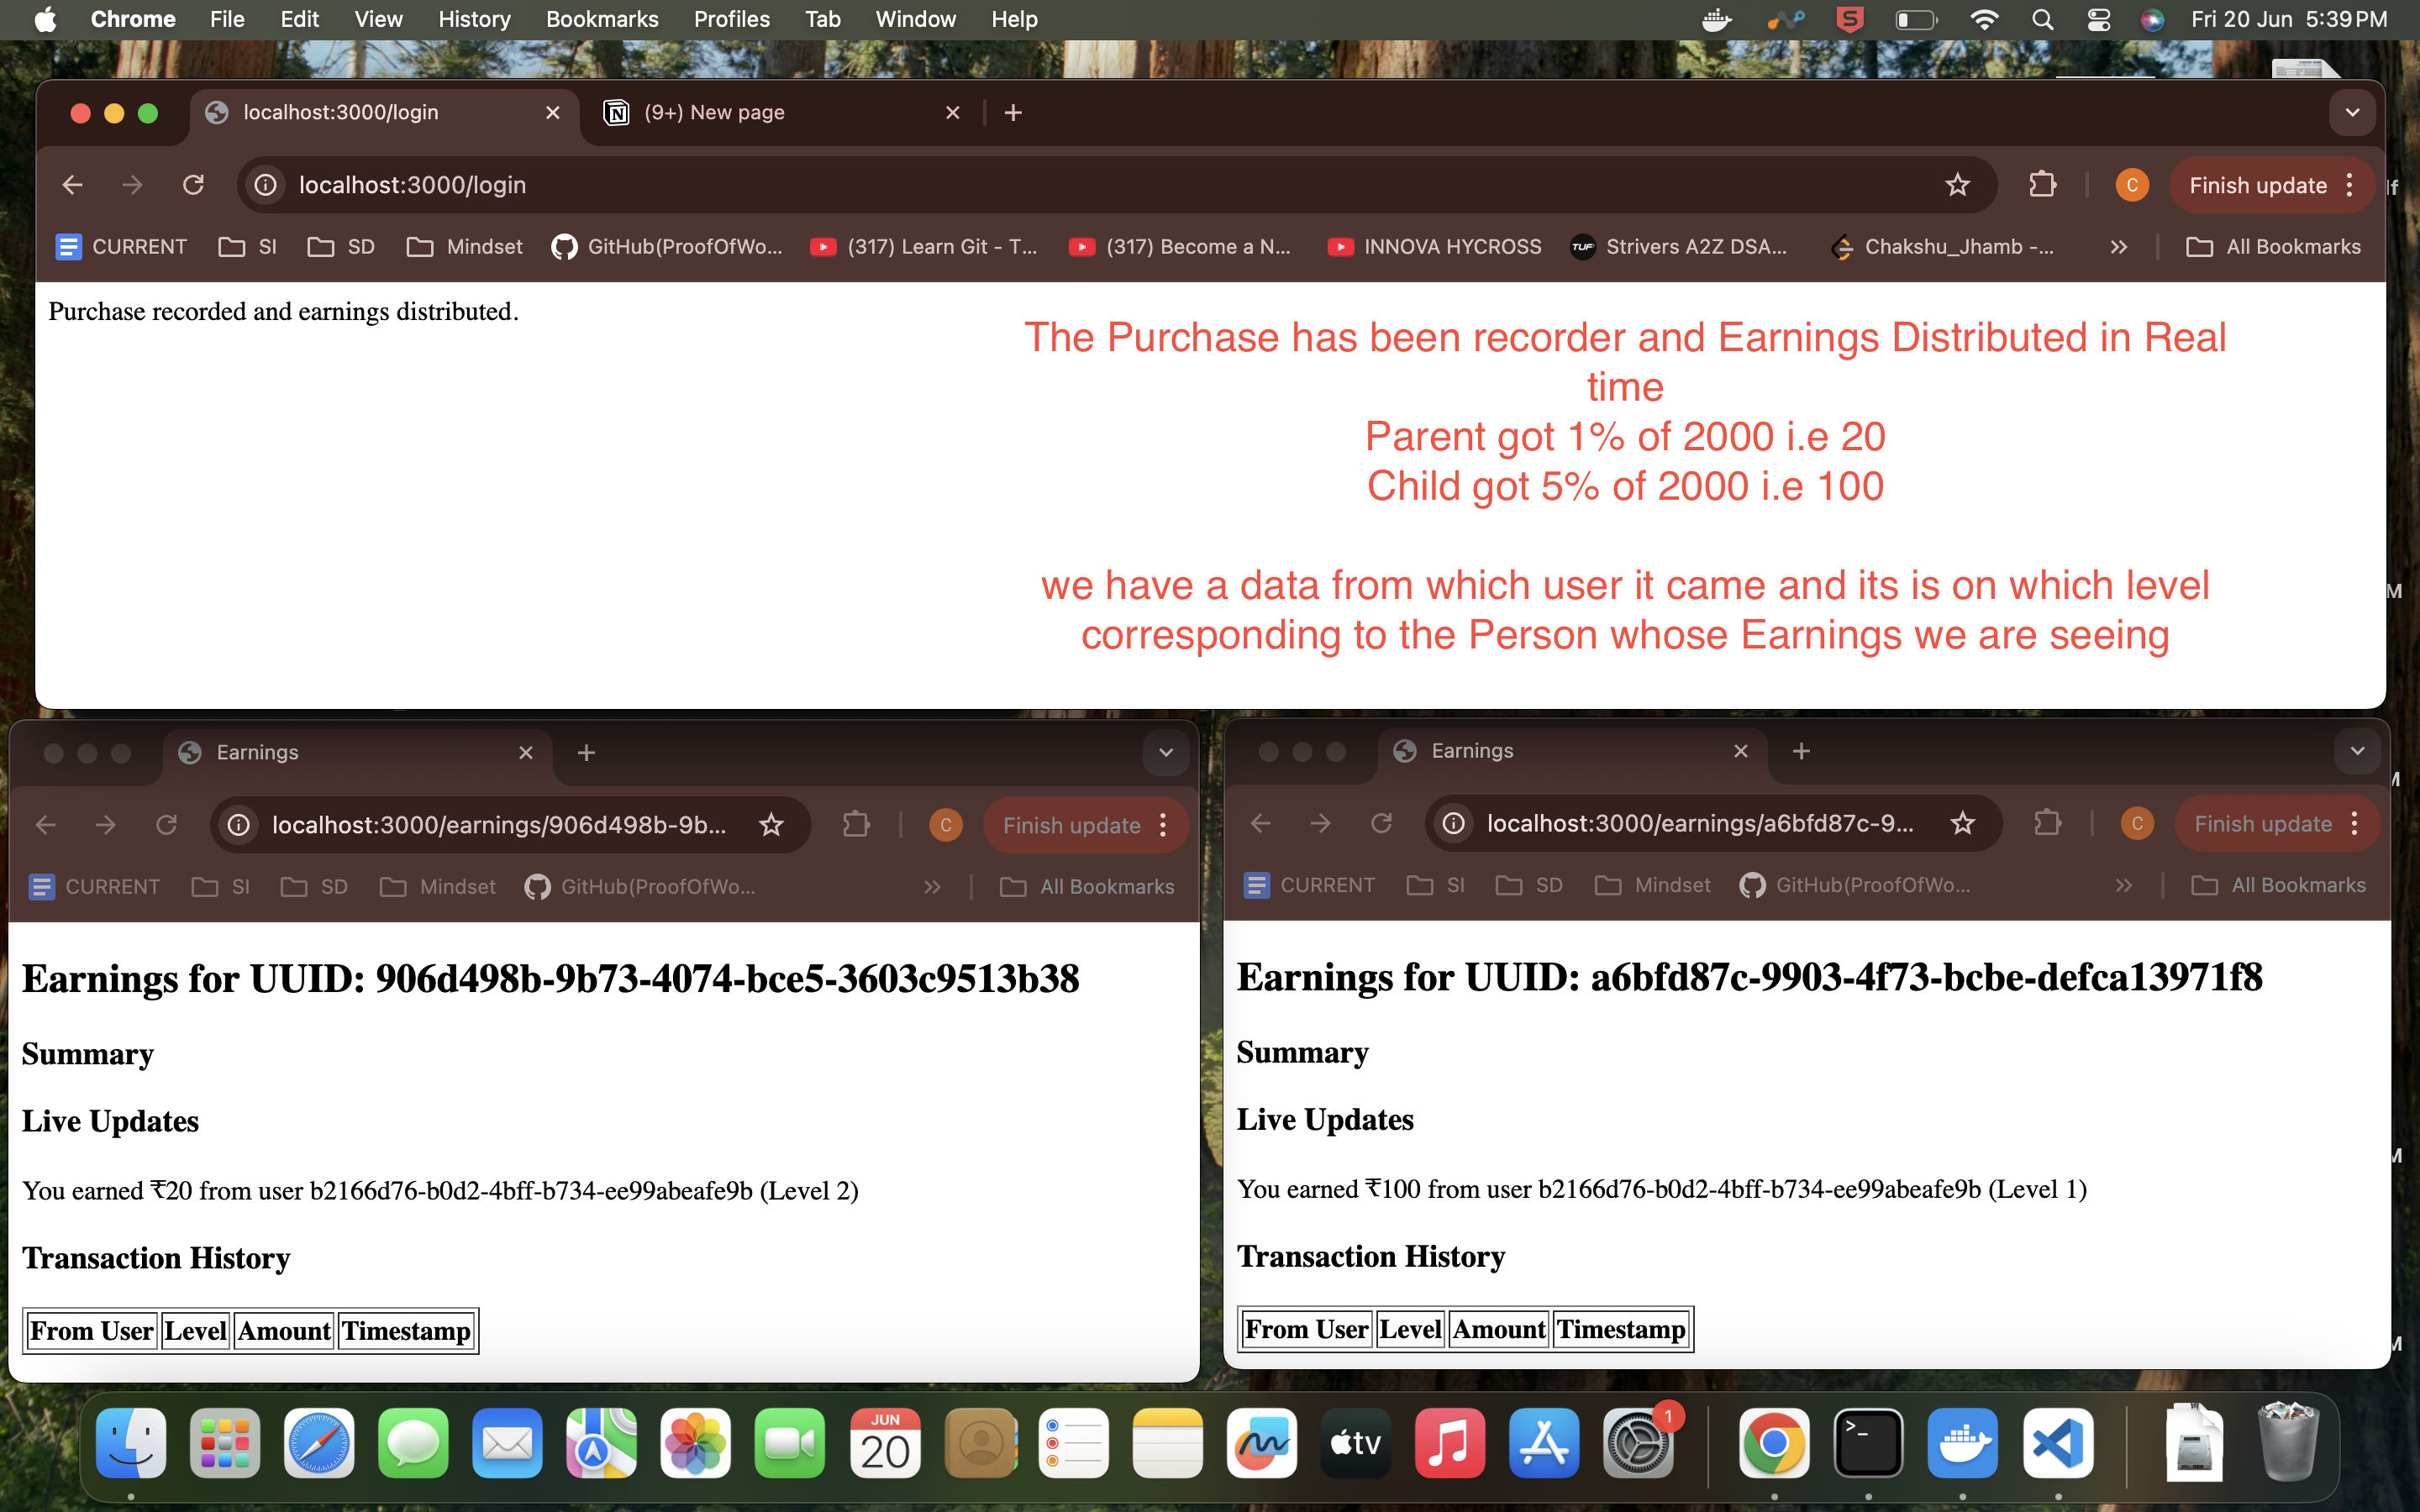 Chrome File Edit View History Bookmarks Profiles Tab Window Help Fri 20 Jun 5:39 PM
localhost:3000/login (9+) New page
localhost:3000/login C Finish update
CURRENT SI SD Mindset GitHub(ProofOfWo... (317) Learn Git - T... (317) Become a N... INNOVA HYCROSS TUF Strivers A2Z DSA... Chakshu_Jhamb -... All Bookmarks
Purchase recorded and earnings distributed.
The Purchase has been recorder and Earnings Distributed in Real
time
Parent got 1% of 2000 i.e 20
Child got 5% of 2000 i.e 100
we have a data from which user it came and its is on which level
corresponding to the Person whose Earnings we are seeing
Earnings
localhost:3000/earnings/906d498b-9b... C Finish update
CURRENT SI SD Mindset GitHub(ProofOfWo... All Bookmarks
Earnings for UUID: 906d498b-9b73-4074-bce5-3603c9513b38
Summary
Live Updates
You earned ₹20 from user b2166d76-b0d2-4bff-b734-ee99abeafe9b (Level 2)
Transaction History
From User Level Amount Timestamp
Earnings
localhost:3000/earnings/a6bfd87c-9... C Finish update
CURRENT SI SD Mindset GitHub(ProofOfWo... All Bookmarks
Earnings for UUID: a6bfd87c-9903-4f73-bcbe-defca13971f8
Summary
Live Updates
You earned ₹100 from user b2166d76-b0d2-4bff-b734-ee99abeafe9b (Level 1)
Transaction History
From User Level Amount Timestamp
JUN
20
tv
1